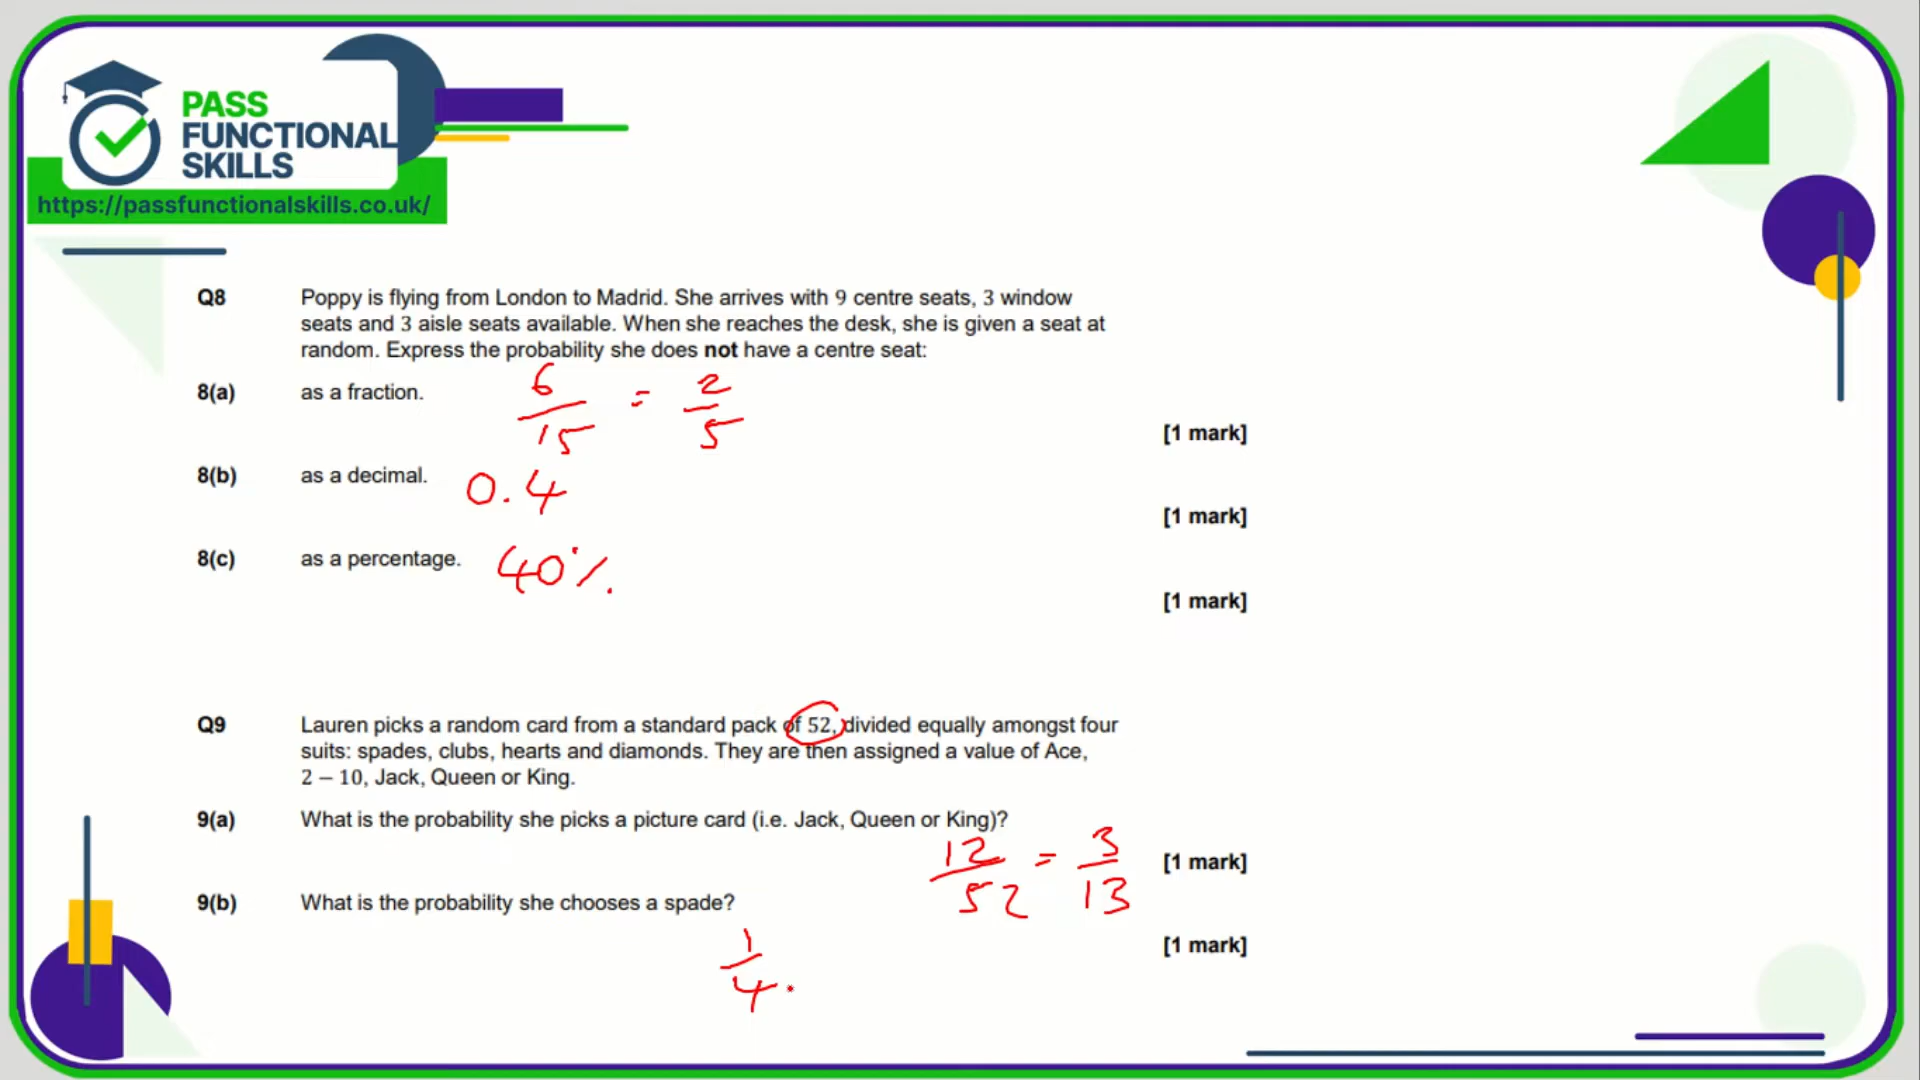 PASS
FUNCTIONAL
SKILLS
https://passfunctionalskills.co.uk/
Q8 Poppy is flying from London to Madrid. She arrives with 9 centre seats, 3 window
seats and 3 aisle seats available. When she reaches the desk, she is given a seat at
random. Express the probability she does not have a centre seat:
8(a) as a fraction. 6/15 = 2/5
[1 mark]
8(b) as a decimal. 0.4
[1 mark]
8(c) as a percentage. 40%
[1 mark]
Q9 Lauren picks a random card from a standard pack of 52, divided equally amongst four
suits: spades, clubs, hearts and diamonds. They are then assigned a value of Ace,
2 – 10, Jack, Queen or King.
9(a) What is the probability she picks a picture card (i.e. Jack, Queen or King)?
12/52 = 3/13 [1 mark]
9(b) What is the probability she chooses a spade?
1/4. [1 mark]